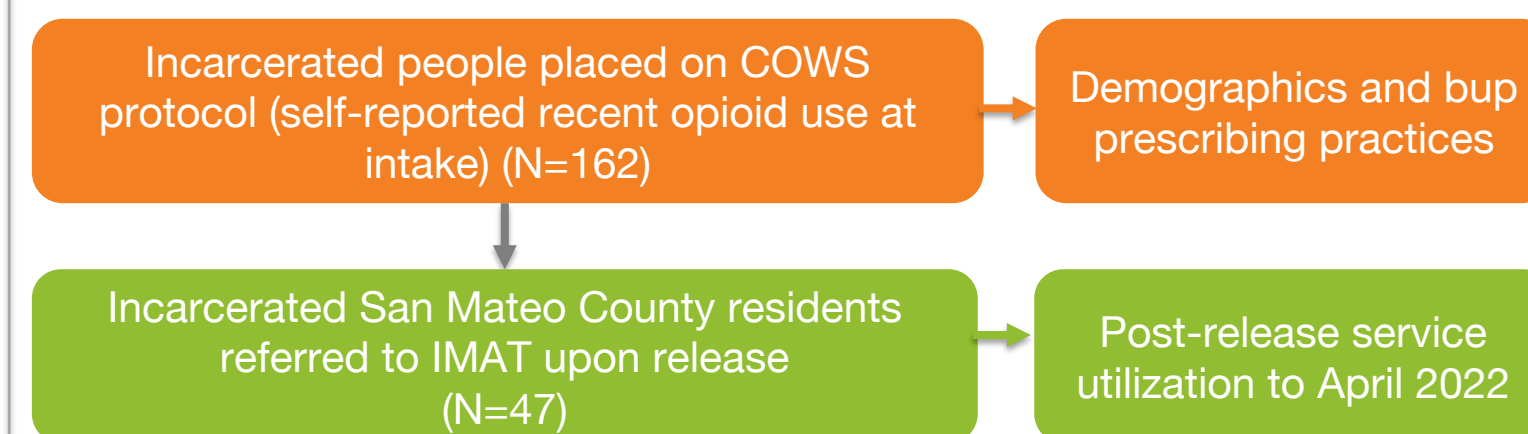 Incarcerated people placed on COWS
protocol (self-reported recent opioid use at
intake) (N=162)
Demographics and bup
prescribing practices
Incarcerated San Mateo County residents
referred to IMAT upon release
(N=47)
Post-release service
utilization to April 2022